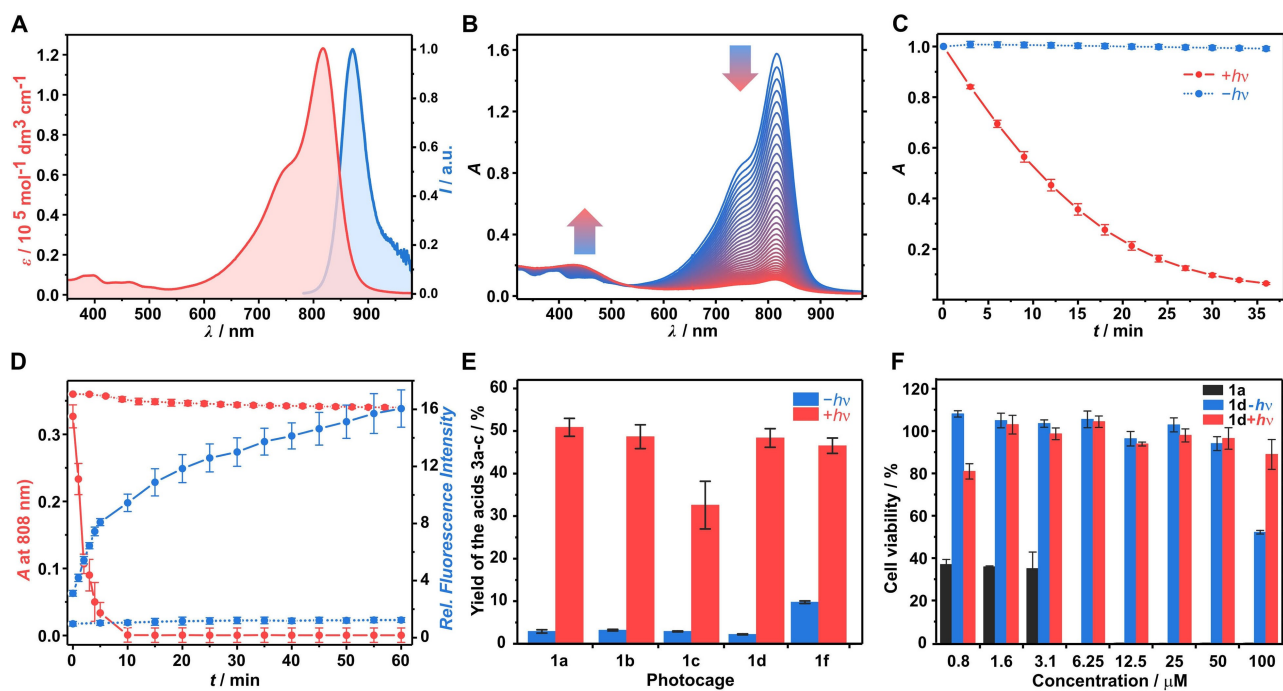 A
ε / 10⁵ mol⁻¹ dm³ cm⁻¹
1.2
1.0
0.8
0.6
0.4
0.2
0.0
400 500 600 700 800 900
λ / nm
1.0
0.8
0.6
0.4
0.2
0.0
I / a.u.
B
A
1.6
1.2
0.8
0.4
0.0
400 500 600 700 800 900
λ / nm
C
A
1.0
0.8
0.6
0.4
0.2
0.0
+hν
−hν
0 5 10 15 20 25 30 35
t / min
D
A at 808 nm)
0.3
0.2
0.1
0.0
0 10 20 30 40 50 60
t / min
16
12
8
4
0
Rel. Fluorescence Intensity
E
Yield of the acids 3a-c / %
60
50
40
30
20
10
0
−hν
+hν
1a 1b 1c 1d 1f
Photocage
F
Cell viability / %
120
100
80
60
40
20
0
1a
1d-hν
1d+hν
0.8 1.6 3.1 6.25 12.5 25 50 100
Concentration / μM